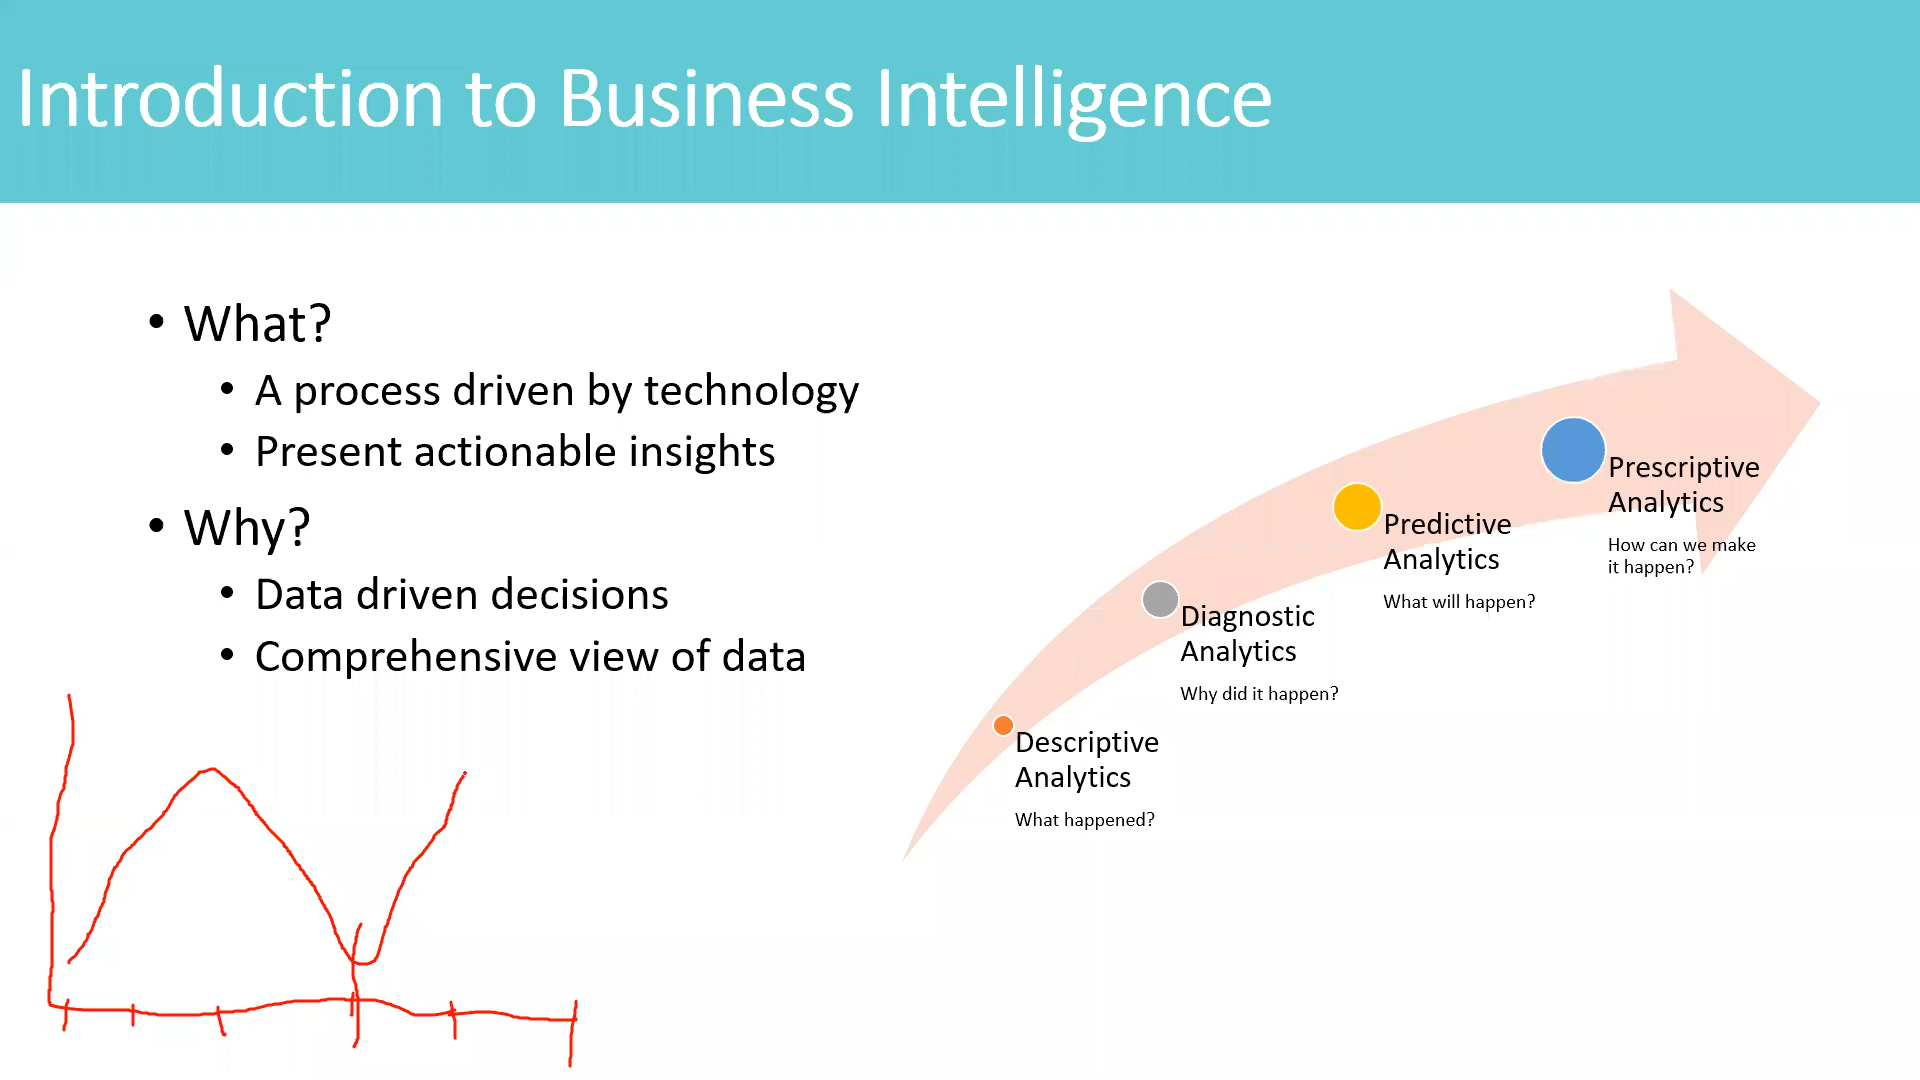 Introduction to Business Intelligence
• What?
• A process driven by technology
• Present actionable insights
• Why?
• Data driven decisions
• Comprehensive view of data
Descriptive
Analytics
What happened?
Diagnostic
Analytics
Why did it happen?
Predictive
Analytics
What will happen?
Prescriptive
Analytics
How can we make
it happen?